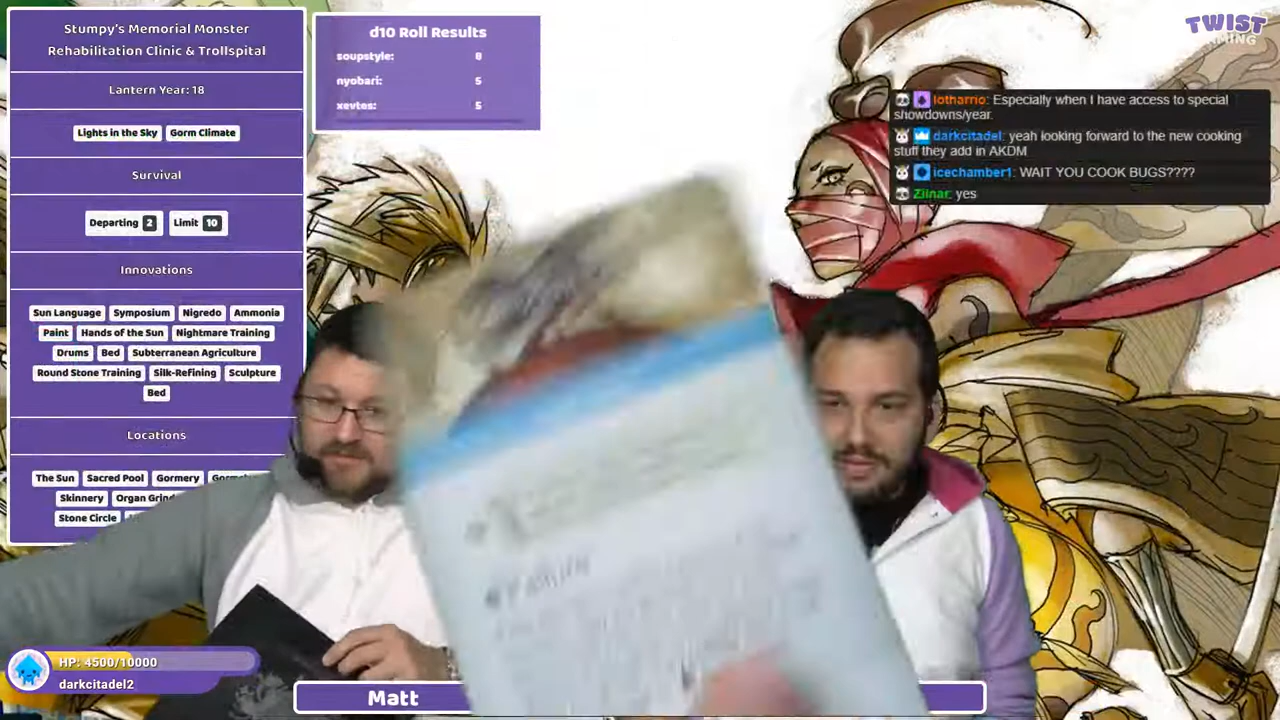 Stumpy's Memorial Monster
Rehabilitation Clinic & Trollspital
Lantern Year: 18
Lights in the Sky Gorm Climate
Survival
Departing 2 Limit 10
Innovations
Sun Language Symposium Nigredo Ammonia
Paint Hands of the Sun Nightmare Training
Drums Bed Subterranean Agriculture
Round Stone Training Silk-Refining Sculpture
Bed
Locations
The Sun Sacred Pool Gormery
Skinnery Organ
Stone Circle
d10 Roll Results
soupstyle: 8
nyobari: 5
xevtes: 5
TWIST
GAMING
lotharrio: Especially when I have access to special
showdowns/year.
darkcitadel: yeah looking forward to the new cooking
stuff they add in AKDM
icechamber1: WAIT YOU COOK BUGS????
Ziinar: yes
HP: 4500/10000
darkcitadel2
Matt